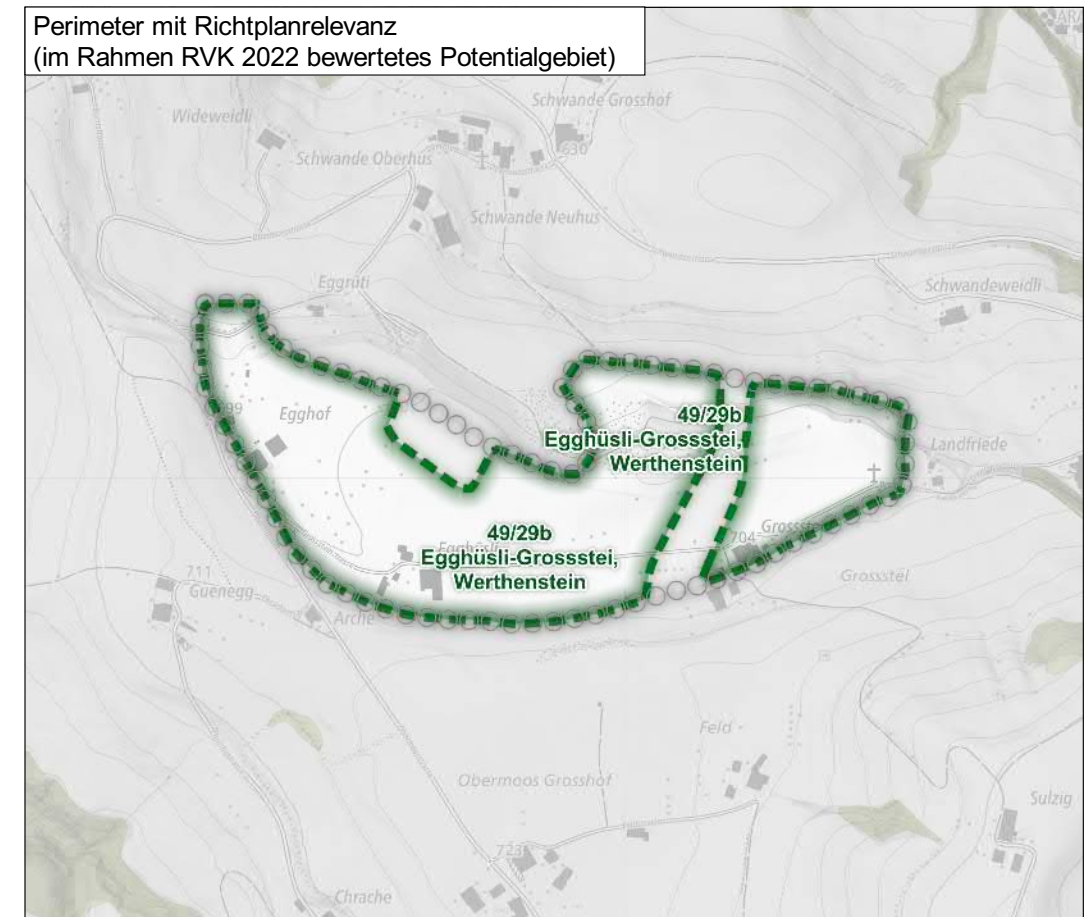 Perimeter mit Richtplanrelevanz
(im Rahmen RVK 2022 bewertetes Potentialgebiet)
ARA
Schwande Grosshof
Wideweidli
630
Schwande Oberhus
Schwande Neuhus
Eggrüti
Schwandeweidli
Egghof
49/29b
Egghüsli-Grossstei,
Werthenstein
Landfriede
49/29b
Egghüsli-Grossstei,
Werthenstein
704
711
Guenegg
Grossstei
Arche
Feld
Obermoos Grosshof
Sulzig
Chrache